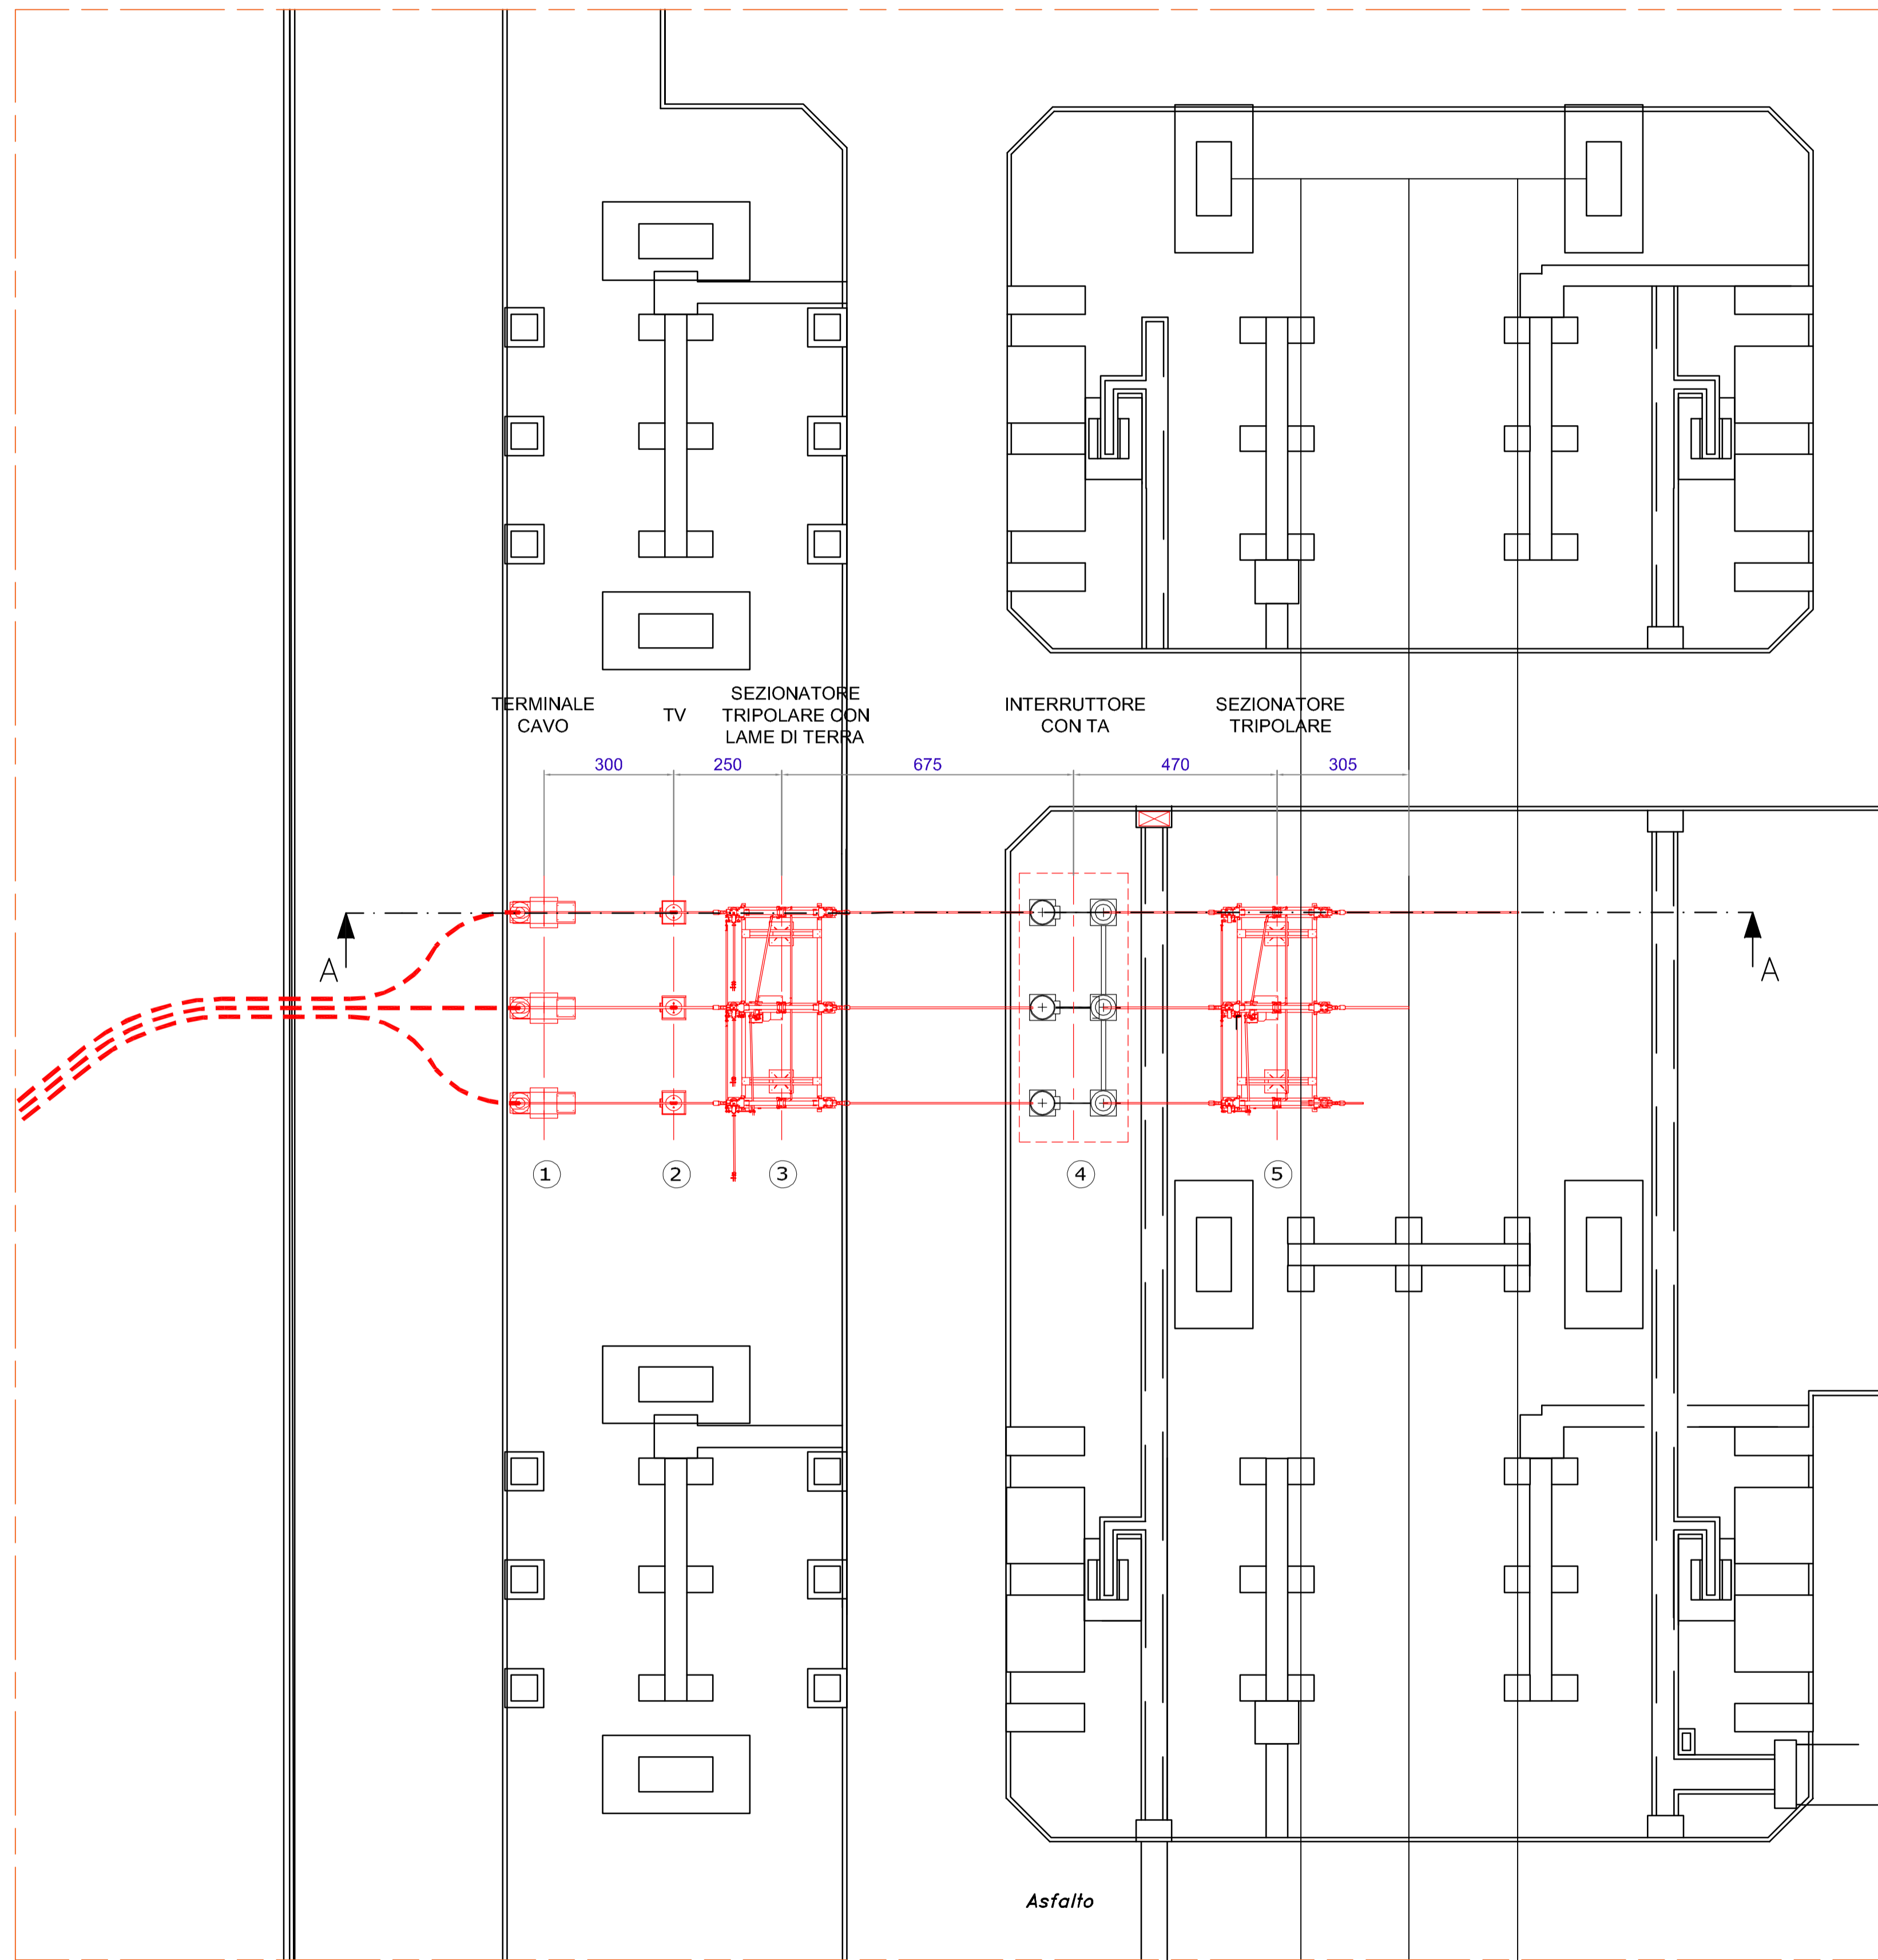 TERMINALE
CAVO
TV
SEZIONATORE
TRIPOLARE CON
LAME DI TERRA
INTERRUTTORE
CON TA
SEZIONATORE
TRIPOLARE
300
250
675
470
305
A
A
1
2
3
4
5
Asfalto